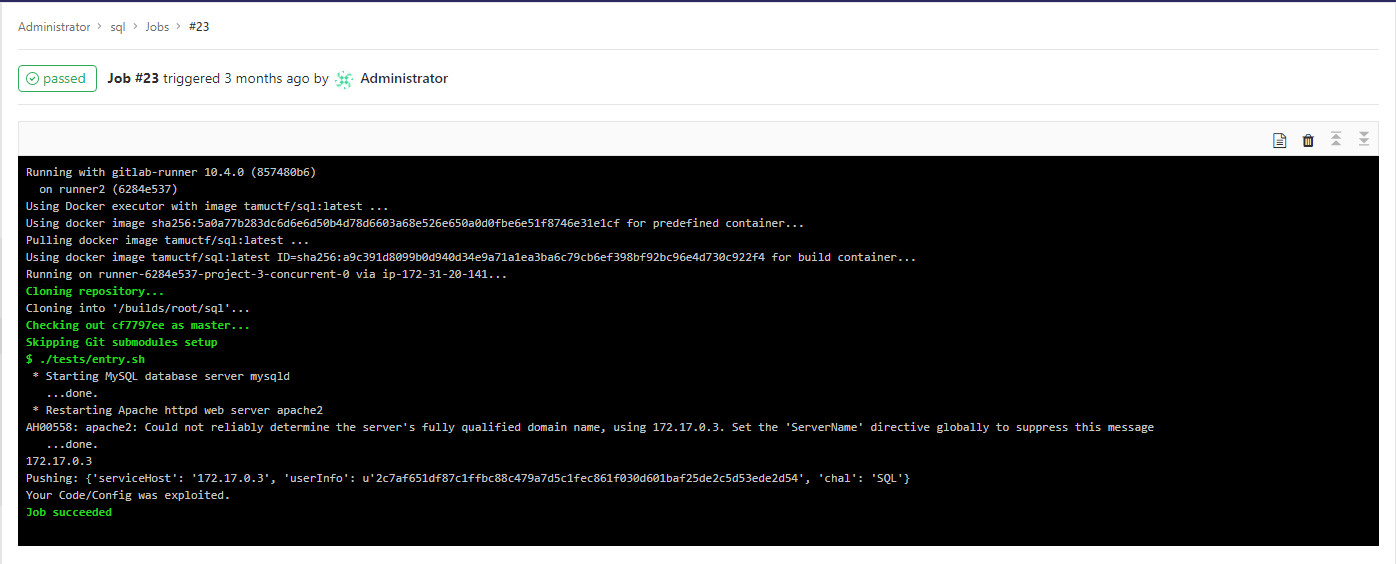 Administrator > sql > Jobs > #23
passed Job #23 triggered 3 months ago by Administrator
Running with gitlab-runner 10.4.0 (857480b6)
on runner2 (6284e537)
Using Docker executor with image tamuctf/sql:latest ...
Using docker image sha256:5a0a77b283dc6d6e6d50b4d78d6603a68e526e650a0d0fbe6e51f8746e31e1cf for predefined container...
Pulling docker image tamuctf/sql:latest ...
Using docker image tamuctf/sql:latest ID=sha256:a9c391d8099b0d940d34e9a71a1ea3ba6c79cb6ef398bf92bc96e4d730c922f4 for build container...
Running on runner-6284e537-project-3-concurrent-0 via ip-172-31-20-141...
Cloning repository...
Cloning into '/builds/root/sql'...
Checking out cf7797ee as master...
Skipping Git submodules setup
$ ./tests/entry.sh
* Starting MySQL database server mysqld
...done.
* Restarting Apache httpd web server apache2
AH00558: apache2: Could not reliably determine the server's fully qualified domain name, using 172.17.0.3. Set the 'ServerName' directive globally to suppress this message
...done.
172.17.0.3
Pushing: {'serviceHost': '172.17.0.3', 'userInfo': u'2c7af651df87c1ffbc88c479a7d5c1fec861f030d601baf25de2c5d53ede2d54', 'chal': 'SQL'}
Your Code/Config was exploited.
Job succeeded